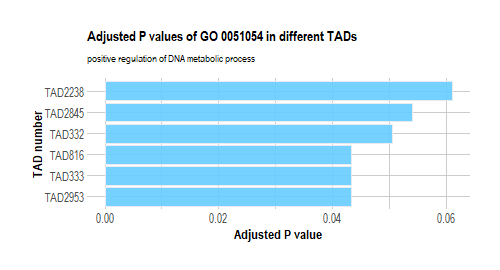 Adjusted P values of GO 0051054 in different TADs
positive regulation of DNA metabolic process
TAD2238
TAD2845
TAD332
TAD816
TAD333
TAD2953
TAD number
0.00 0.02 0.04 0.06
Adjusted P value